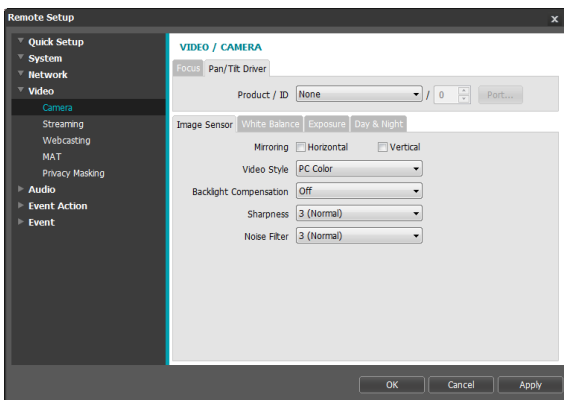 Remote Setup x
Quick Setup
System
Network
Video
Camera
Streaming
Webcasting
MAT
Privacy Masking
Audio
Event Action
Event
VIDEO / CAMERA
Focus Pan/Tilt Driver
Product / ID None / 0 Port...
Image Sensor White Balance Exposure Day & Night
Mirroring Horizontal Vertical
Video Style PC Color
Backlight Compensation Off
Sharpness 3 (Normal)
Noise Filter 3 (Normal)
OK Cancel Apply